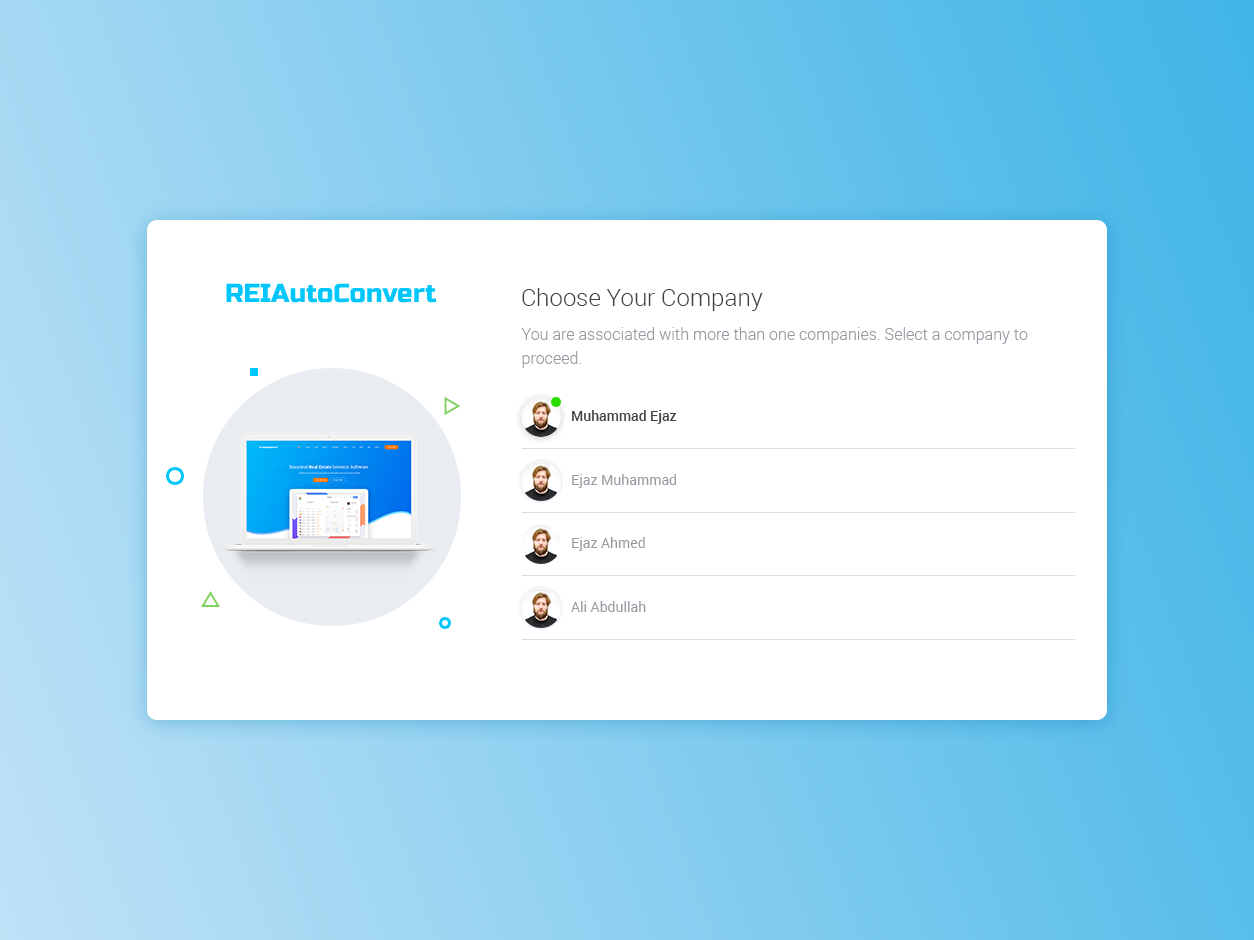 REIAutoConvert
Choose Your Company
You are associated with more than one companies. Select a company to
proceed.
Muhammad Ejaz
Ejaz Muhammad
Ejaz Ahmed
Ali Abdullah